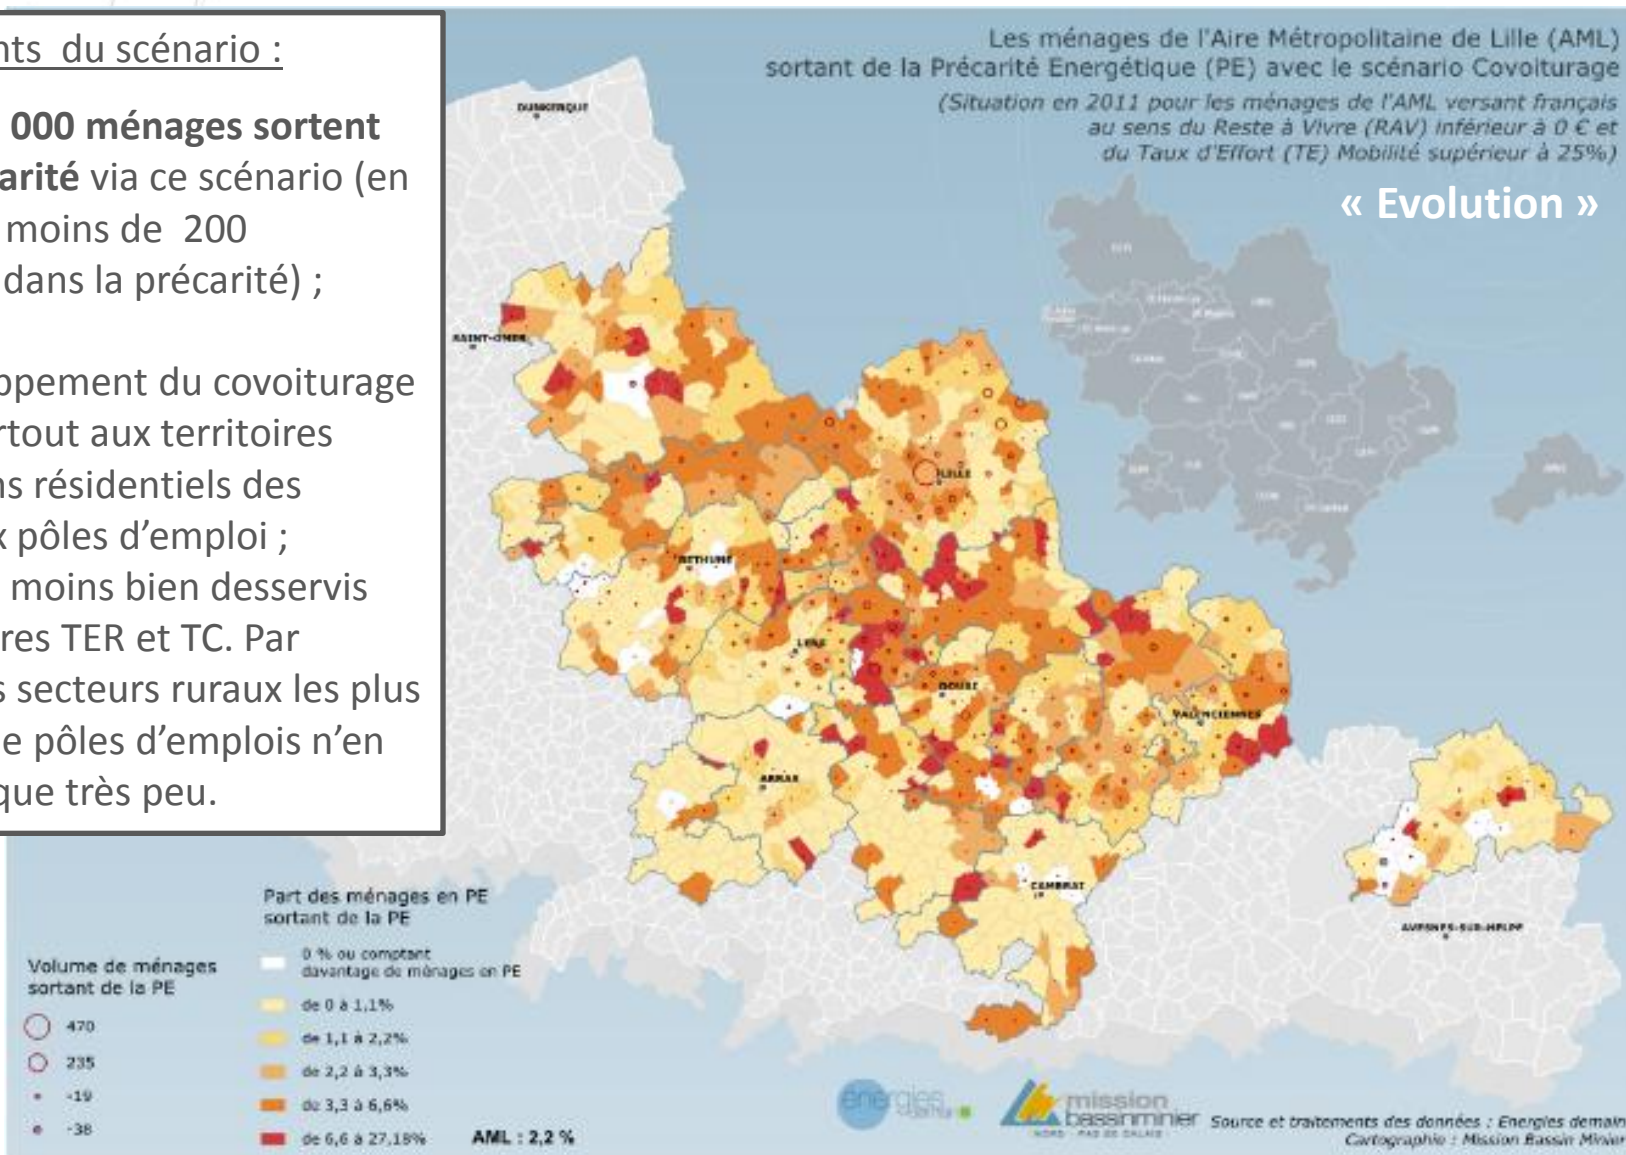 nts du scénario :
000 ménages sortent
arité via ce scénario (en
moins de 200
dans la précarité) ;
ppement du covoiturage
rtout aux territoires
ns résidentiels des
x pôles d’emploi ;
moins bien desservis
res TER et TC. Par
s secteurs ruraux les plus
e pôles d’emplois n’en
que très peu.
Les ménages de l'Aire Métropolitaine de Lille (AML)
sortant de la Précarité Energétique (PE) avec le scénario Covoiturage
(Situation en 2011 pour les ménages de l'AML versant français
au sens du Reste à Vivre (RAV) inférieur à 0 € et
du Taux d'Effort (TE) Mobilité supérieur à 25%)
« Evolution »
DUNKERQUE
SAINT-OMER
LILLE
BETHUNE
LENS
DOUAI
VALENCIENNES
ARRAS
CAMBRAI
AVESNES-SUR-HELPE
Volume de ménages
sortant de la PE
470
235
-19
-38
Part des ménages en PE
sortant de la PE
0 % ou comptant
davantage de ménages en PE
de 0 à 1,1%
de 1,1 à 2,2%
de 2,2 à 3,3%
de 3,3 à 6,6%
de 6,6 à 27,18%
AML : 2,2 %
énergies
demain
mission
bassinminier
NORD - PAS DE CALAIS
Source et traitements des données : Energies demain
Cartographie : Mission Bassin Minier